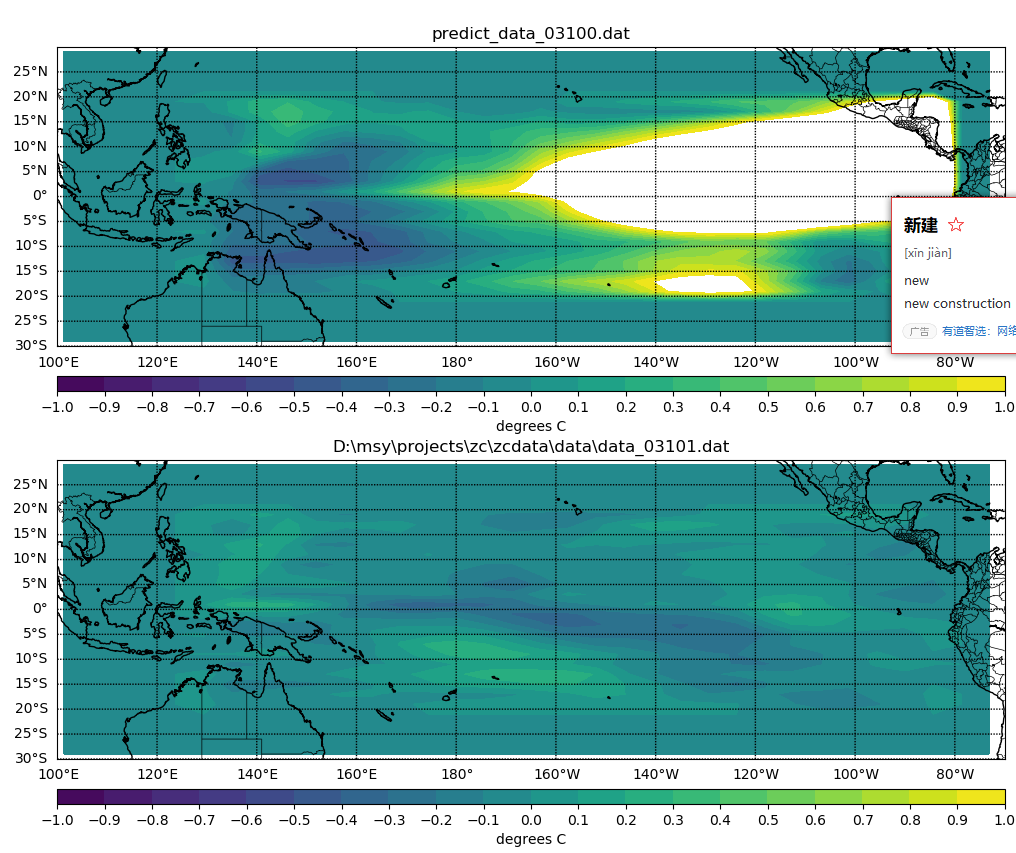 predict_data_03100.dat
25°N
20°N
15°N
10°N
5°N
0°
5°S
10°S
15°S
20°S
25°S
30°S
100°E 120°E 140°E 160°E 180° 160°W 140°W 120°W 100°W 80°W
新建 ☆
[xīn jiàn]
new
new construction
广告 有道智选：网络
−1.0 −0.9 −0.8 −0.7 −0.6 −0.5 −0.4 −0.3 −0.2 −0.1 0.0 0.1 0.2 0.3 0.4 0.5 0.6 0.7 0.8 0.9 1.0
degrees C
D:\msy\projects\zc\zcdata\data\data_03101.dat
25°N
20°N
15°N
10°N
5°N
0°
5°S
10°S
15°S
20°S
25°S
30°S
100°E 120°E 140°E 160°E 180° 160°W 140°W 120°W 100°W 80°W
−1.0 −0.9 −0.8 −0.7 −0.6 −0.5 −0.4 −0.3 −0.2 −0.1 0.0 0.1 0.2 0.3 0.4 0.5 0.6 0.7 0.8 0.9 1.0
degrees C